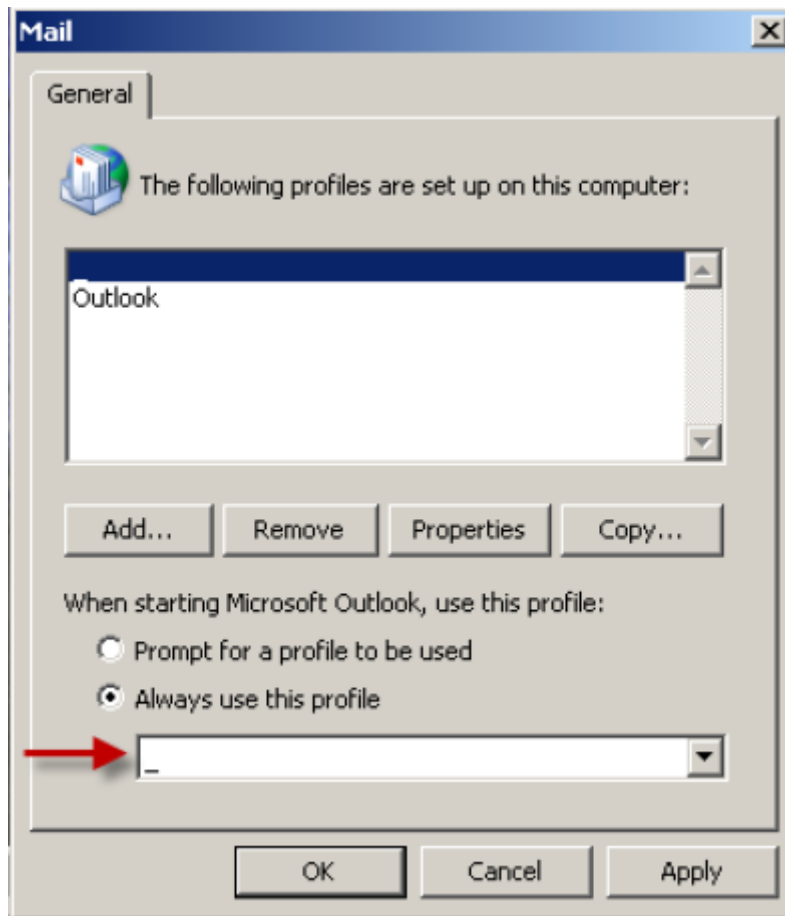 Mail
General
The following profiles are set up on this computer:
_
Outlook
Add... Remove Properties Copy...
When starting Microsoft Outlook, use this profile:
Prompt for a profile to be used
Always use this profile
_
OK Cancel Apply